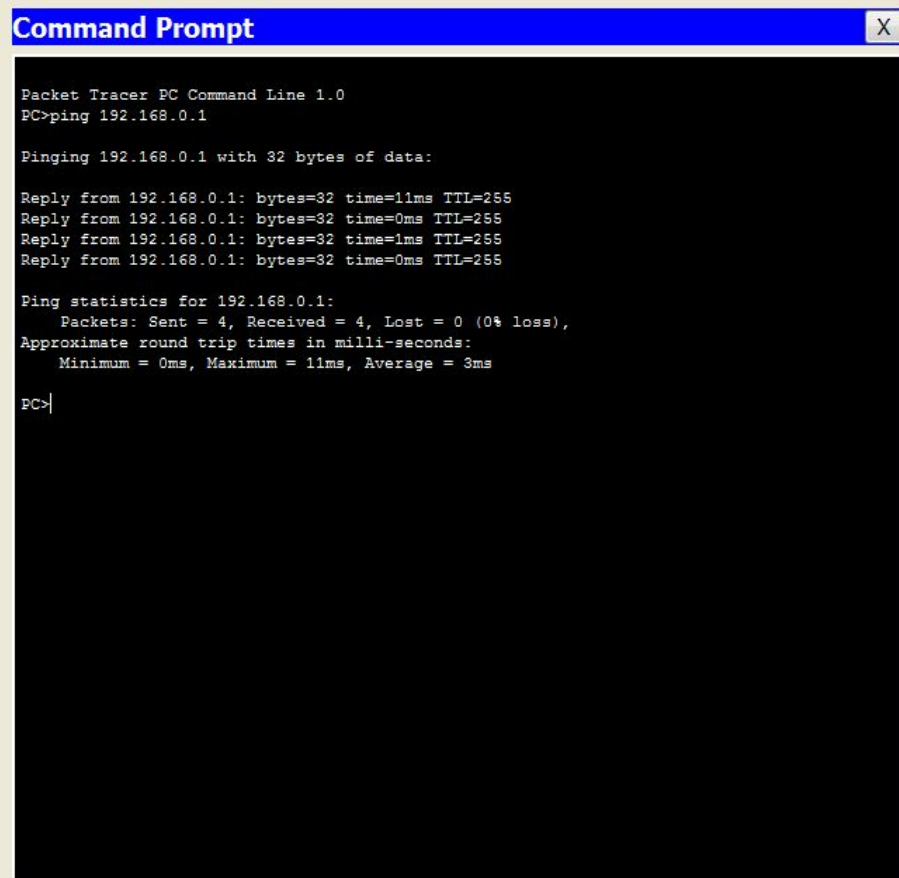 Command Prompt
X
Packet Tracer PC Command Line 1.0
PC>ping 192.168.0.1
Pinging 192.168.0.1 with 32 bytes of data:
Reply from 192.168.0.1: bytes=32 time=11ms TTL=255
Reply from 192.168.0.1: bytes=32 time=0ms TTL=255
Reply from 192.168.0.1: bytes=32 time=1ms TTL=255
Reply from 192.168.0.1: bytes=32 time=0ms TTL=255
Ping statistics for 192.168.0.1:
Packets: Sent = 4, Received = 4, Lost = 0 (0% loss),
Approximate round trip times in milli-seconds:
Minimum = 0ms, Maximum = 11ms, Average = 3ms
PC>